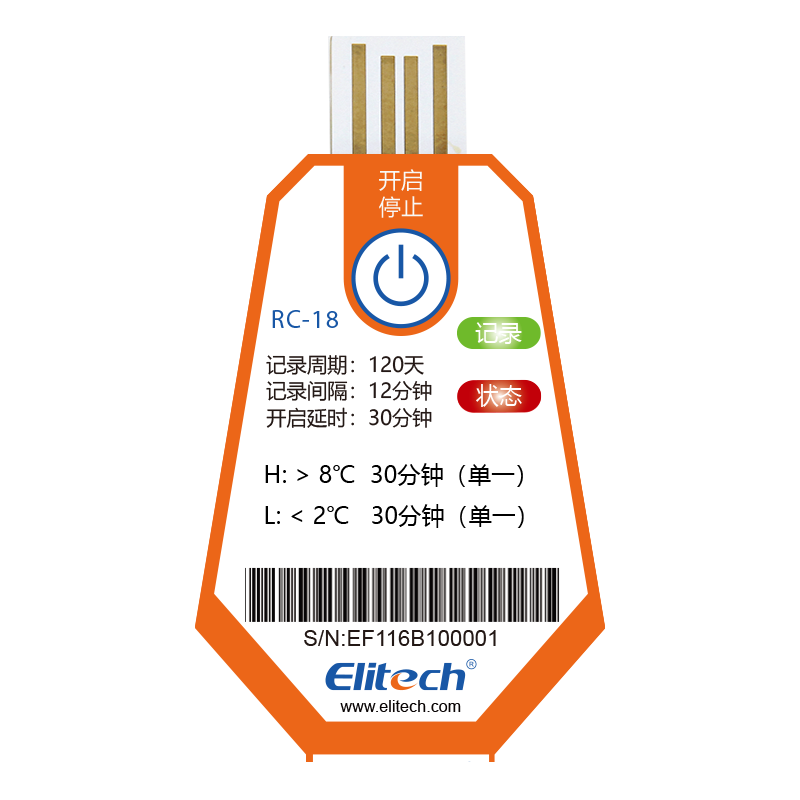 开启
停止
RC-18
记录
记录周期：120天
记录间隔：12分钟
状态
开启延时：30分钟
H: > 8℃ 30分钟（单一）
L: < 2℃ 30分钟（单一）
S/N:EF116B100001
Elitech®
www.elitech.com